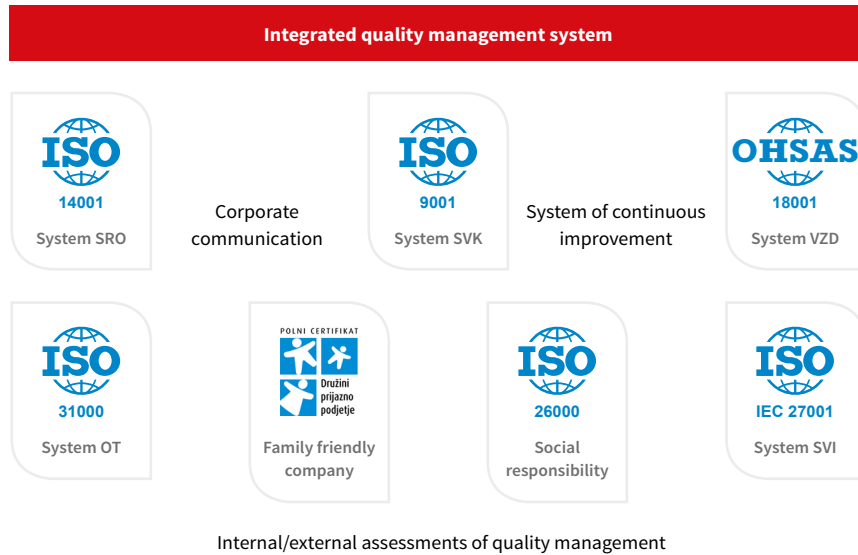 Integrated quality management system
ISO
14001
System SRO
Corporate
communication
ISO
9001
System SVK
System of continuous
improvement
OHSAS
18001
System VZD
ISO
31000
System OT
POLNI CERTIFIKAT
Družini
prijazno
podjetje
Family friendly
company
ISO
26000
Social
responsibility
ISO
IEC 27001
System SVI
Internal/external assessments of quality management